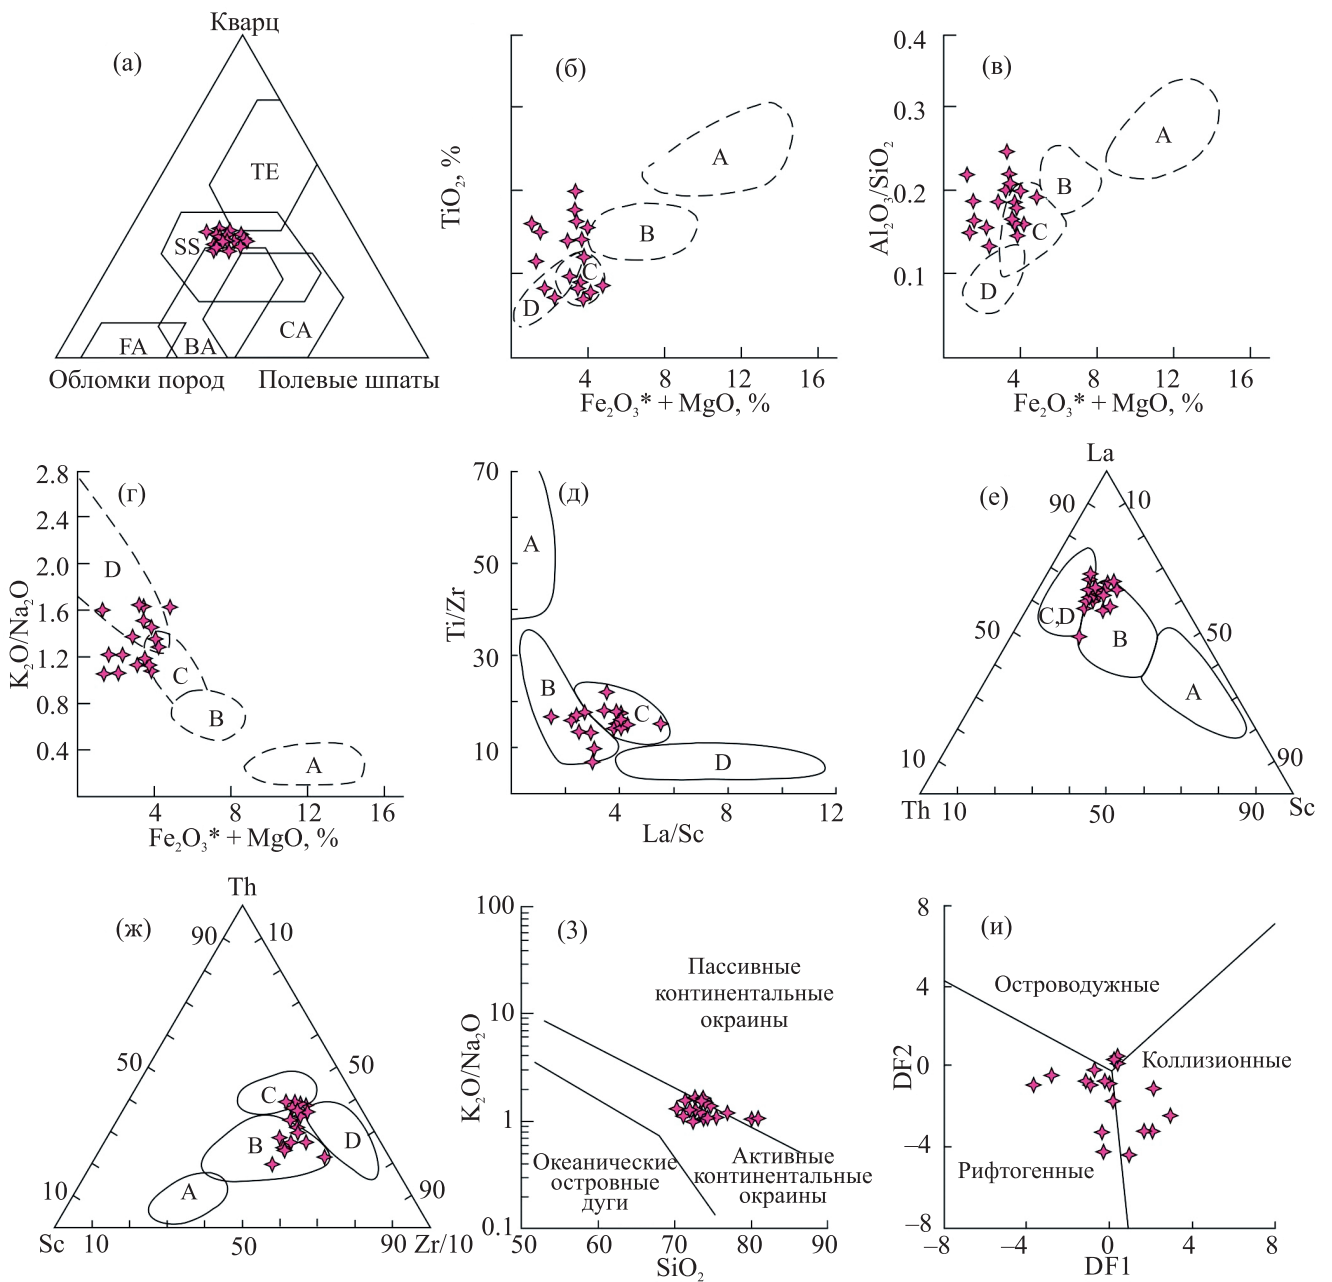 Кварц
(а)
TE
SS
FA
BA
CA
Обломки пород
Полевые шпаты
(б)
TiO₂, %
A
B
C
D
4
8
12
16
Fe₂O₃* + MgO, %
(в)
0.4
0.3
0.2
0.1
Al₂O₃/SiO₂
A
B
C
D
4
8
12
16
Fe₂O₃* + MgO, %
(г)
2.8
2.4
2.0
1.6
1.2
0.8
0.4
K₂O/Na₂O
D
C
B
A
4
8
12
16
Fe₂O₃* + MgO, %
(д)
70
50
30
10
Ti/Zr
A
B
C
D
4
8
12
La/Sc
La
(е)
90
10
50
50
C,D
B
A
10
90
Th
10
50
90
Sc
Th
(ж)
90
10
50
50
C
B
D
A
10
90
Sc
10
50
90
Zr/10
(З)
100
10
1
0.1
K₂O/Na₂O
Пассивные
континентальные
окраины
Океанические
островные
дуги
Активные
континентальные
окраины
50
60
70
80
90
SiO₂
(и)
8
4
0
–4
–8
DF2
Островодужные
Коллизионные
Рифтогенные
–8
–4
0
4
8
DF1